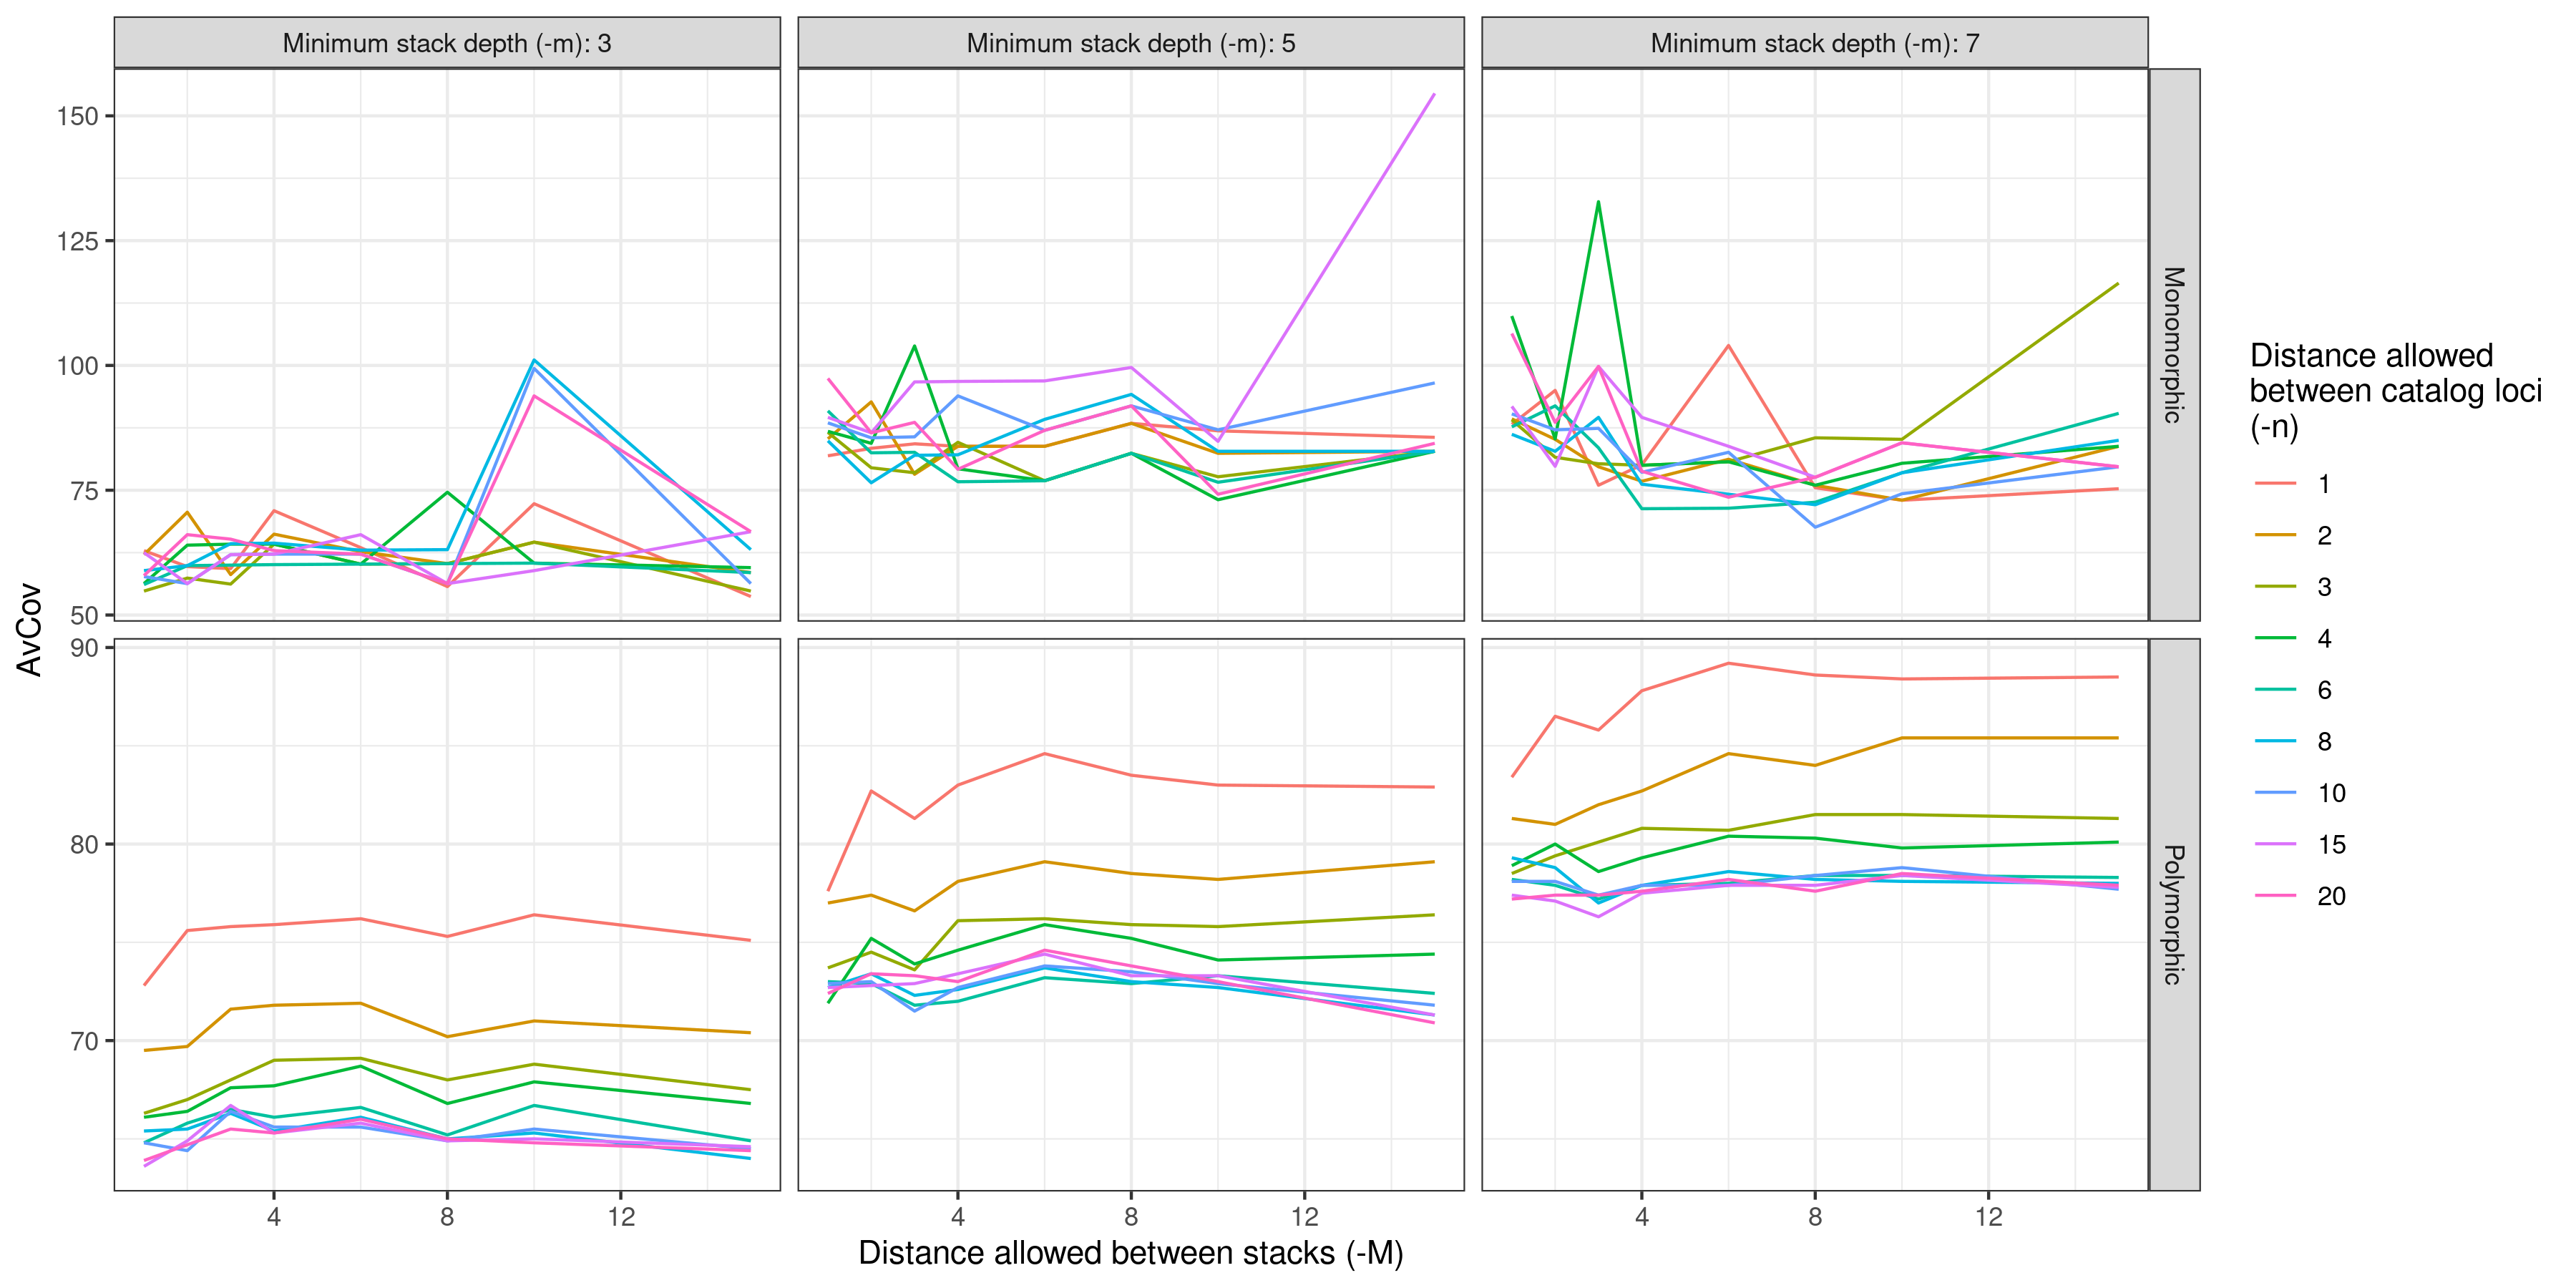 Minimum stack depth (-m): 3
Minimum stack depth (-m): 5
Minimum stack depth (-m): 7
150
125
100
75
50
Monomorphic
AvCov
90
80
70
Polymorphic
4 8 12
4 8 12
4 8 12
Distance allowed between stacks (-M)
Distance allowed
between catalog loci
(-n)
1
2
3
4
6
8
10
15
20